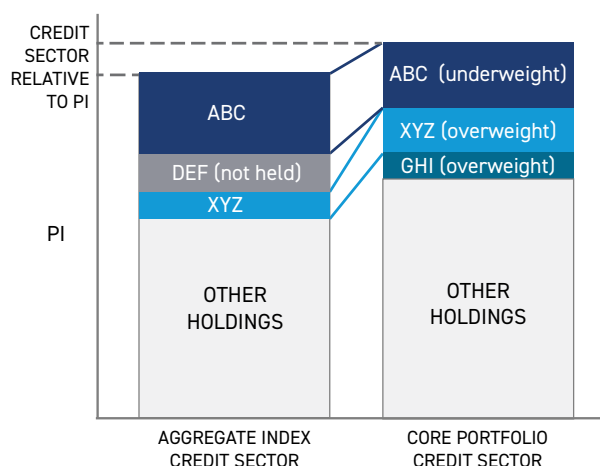 CREDIT
SECTOR
RELATIVE
TO PI
PI
ABC
DEF (not held)
XYZ
OTHER
HOLDINGS
ABC (underweight)
XYZ (overweight)
GHI (overweight)
OTHER
HOLDINGS
AGGREGATE INDEX
CREDIT SECTOR
CORE PORTFOLIO
CREDIT SECTOR